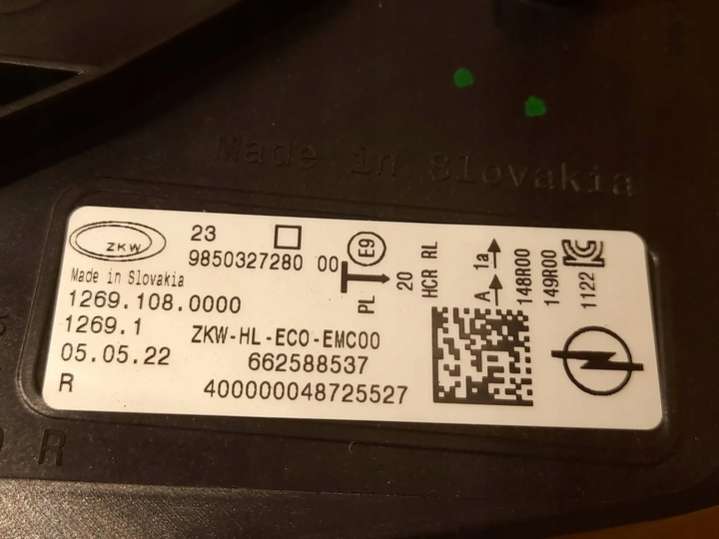 Made in Slovakia
ZKW
23
9850327280 00
Made in Slovakia
1269.108.0000
1269.1
ZKW-HL-ECO-EMC00
05.05.22
662588537
R
400000048725527
E9
PL
20
HCR RL
A
1a
148R00
149R00
1122
R